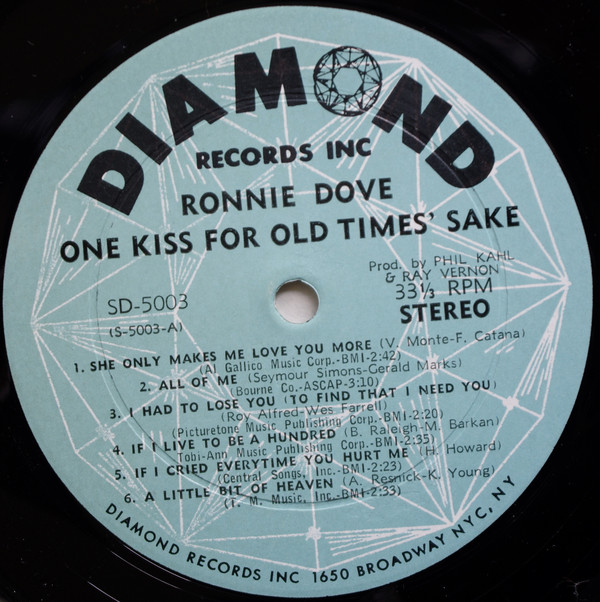 DIAMOND
RECORDS INC
RONNIE DOVE
ONE KISS FOR OLD TIMES' SAKE
Prod. by PHIL KAHL
& RAY VERNON
SD-5003
33⅓ RPM
(S-5003-A)
STEREO
1. SHE ONLY MAKES ME LOVE YOU MORE (V. Monte-F. Catana)
(Al Gallico Music Corp.-BMI-2:42)
2. ALL OF ME (Seymour Simons-Gerald Marks)
(Bourne Co.-ASCAP-3:10)
3. I HAD TO LOSE YOU (TO FIND THAT I NEED YOU)
(Roy Alfred-Wes Farrell)
(Picturetone Music Publishing Corp.-BMI-2:20)
4. IF I LIVE TO BE A HUNDRED (B. Raleigh-M. Barkan)
Tobi-Ann Music Publishing Corp.-BMI-2:35)
5. IF I CRIED EVERYTIME YOU HURT ME (H. Howard)
(Central Songs, Inc.-BMI-2:23)
6. A LITTLE BIT OF HEAVEN (A. Resnick-K. Young)
(T. M. Music, Inc.-BMI-2:33)
DIAMOND RECORDS INC 1650 BROADWAY NYC, NY